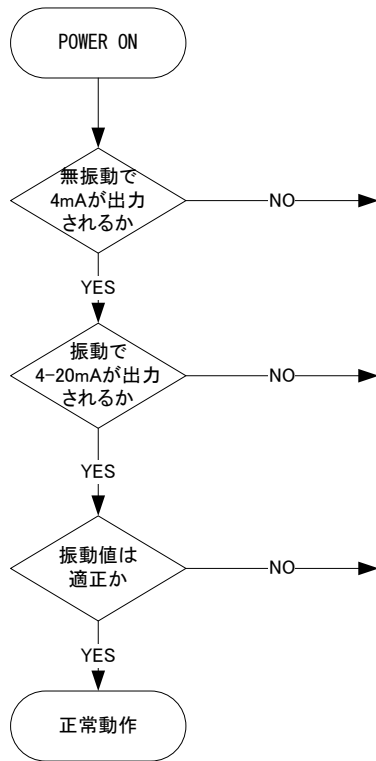 POWER ON
無振動で
4mAが出力
されるか
NO
YES
振動で
4-20mAが出力
されるか
NO
YES
振動値は
適正か
NO
YES
正常動作